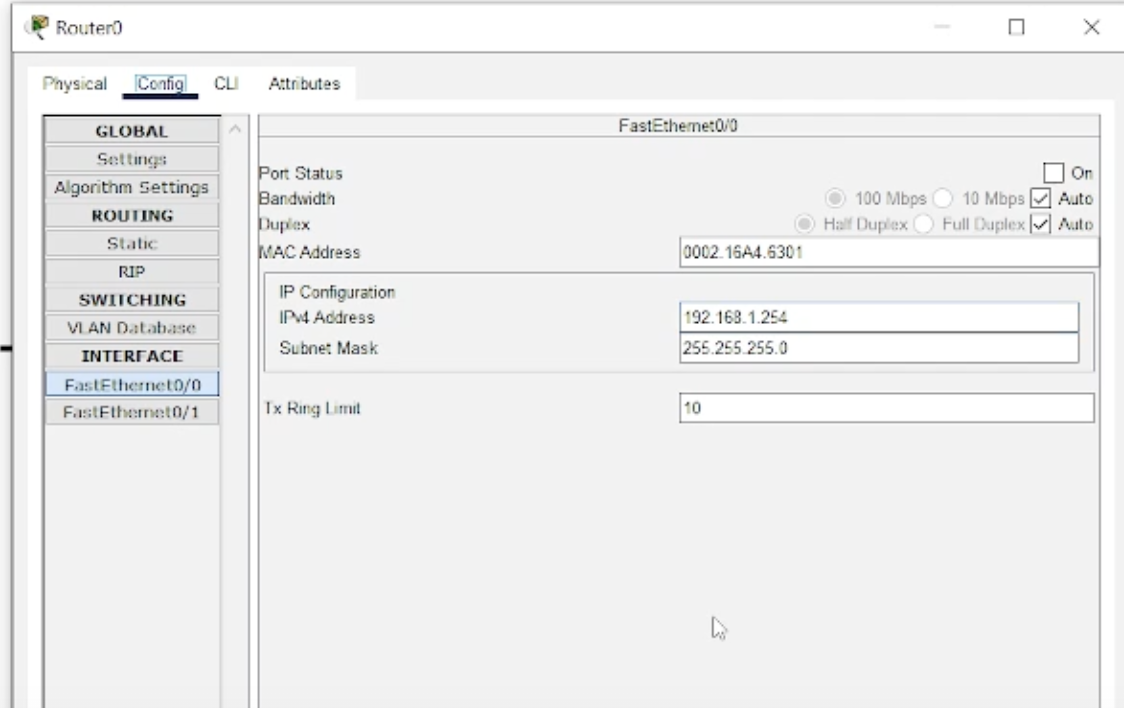 Router0
Physical Config CLI Attributes
GLOBAL
Settings
Algorithm Settings
ROUTING
Static
RIP
SWITCHING
VLAN Database
INTERFACE
FastEthernet0/0
FastEthernet0/1
FastEthernet0/0
Port Status On
Bandwidth 100 Mbps 10 Mbps Auto
Duplex Half Duplex Full Duplex Auto
MAC Address 0002.16A4.6301
IP Configuration
IPv4 Address 192.168.1.254
Subnet Mask 255.255.255.0
Tx Ring Limit 10